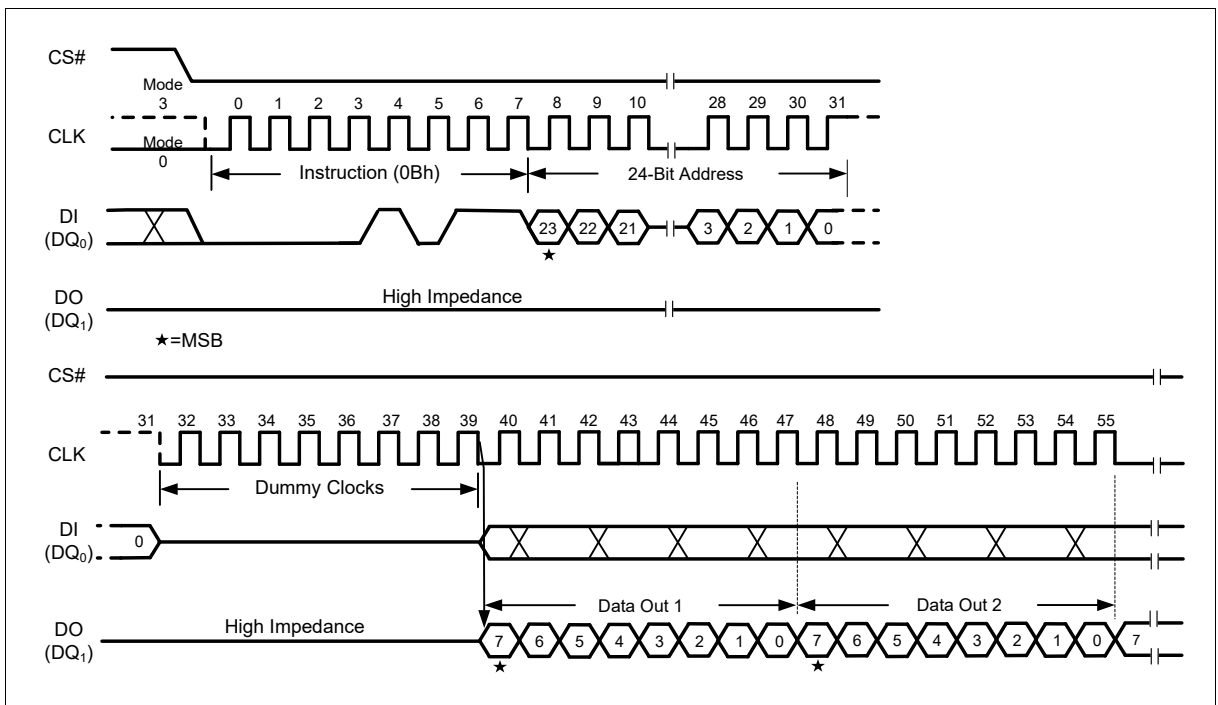 CS#
Mode
3
0 1 2 3 4 5 6 7 8 9 10 28 29 30 31
CLK
Mode
0
Instruction (0Bh)
24-Bit Address
DI
(DQ0)
23 22 21 3 2 1 0
★
DO
(DQ1)
High Impedance
★=MSB
CS#
31 32 33 34 35 36 37 38 39 40 41 42 43 44 45 46 47 48 49 50 51 52 53 54 55
CLK
Dummy Clocks
DI
(DQ0)
0
Data Out 1
Data Out 2
DO
(DQ1)
High Impedance
7 6 5 4 3 2 1 0 7 6 5 4 3 2 1 0 7
★ ★